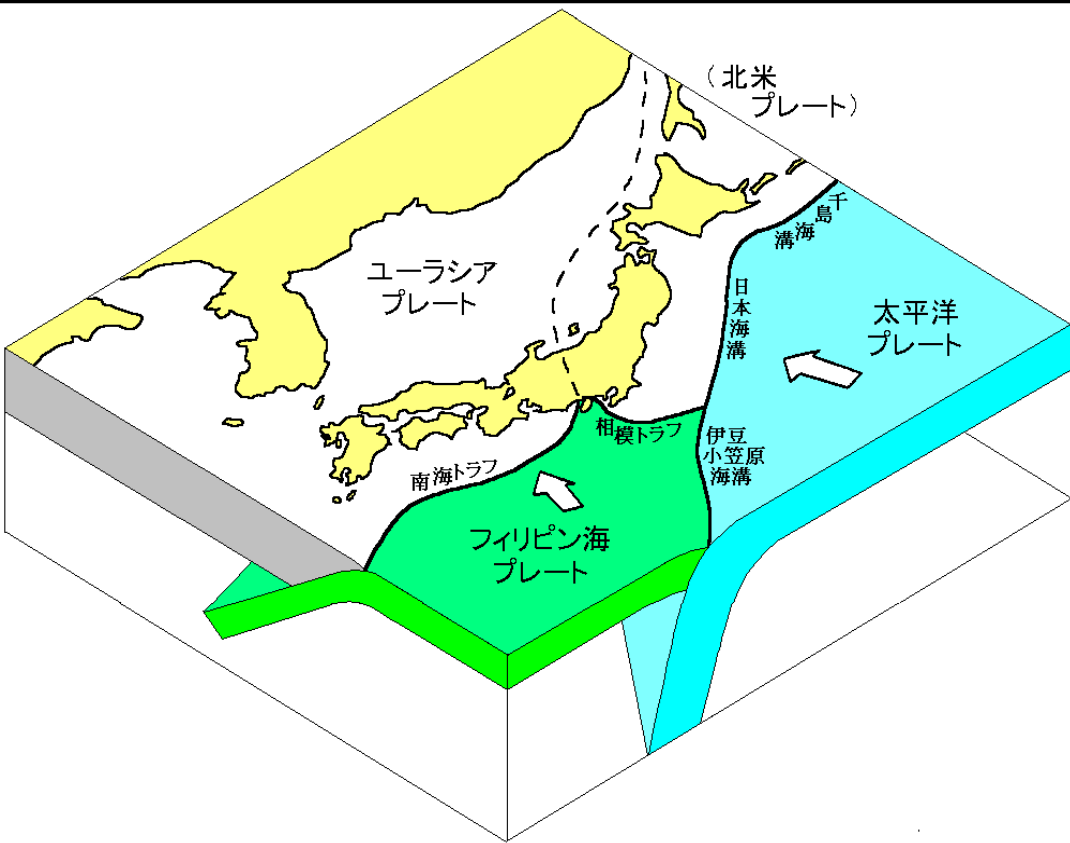 （北米
プレート）
千島海溝
ユーラシア
プレート
日本海溝
太平洋
プレート
相模トラフ
伊豆
小笠原
海溝
南海トラフ
フィリピン海
プレート